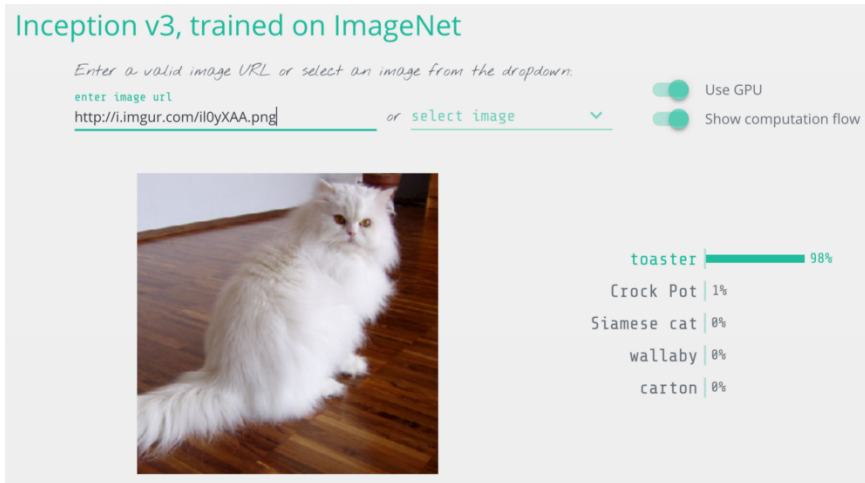 Inception v3, trained on ImageNet
Enter a valid image URL or select an image from the dropdown.
enter image url
http://i.imgur.com/il0yXAA.png
or select image
Use GPU
Show computation flow
toaster 98%
Crock Pot 1%
Siamese cat 0%
wallaby 0%
carton 0%